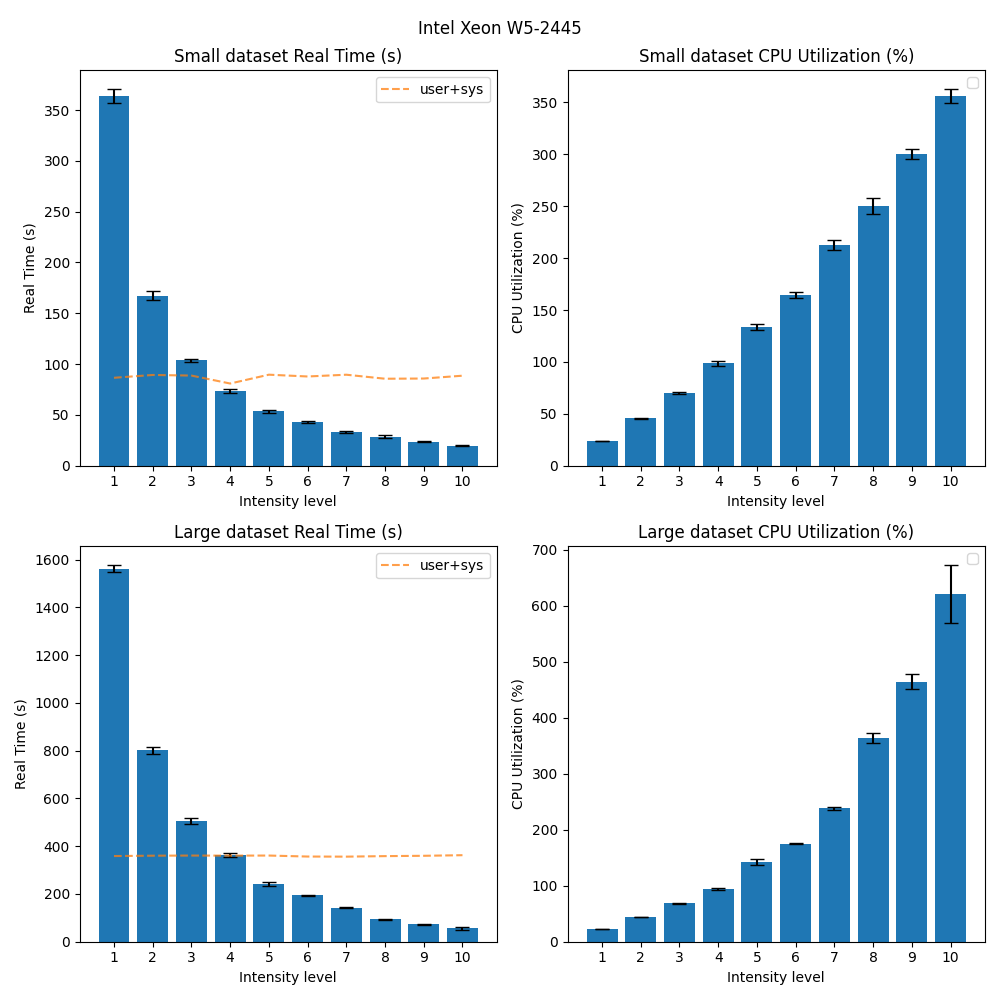 Intel Xeon W5-2445
Small dataset Real Time (s)
user+sys
Real Time (s)
350
300
250
200
150
100
50
0
1 2 3 4 5 6 7 8 9 10
Intensity level
Small dataset CPU Utilization (%)
CPU Utilization (%)
350
300
250
200
150
100
50
0
1 2 3 4 5 6 7 8 9 10
Intensity level
Large dataset Real Time (s)
user+sys
Real Time (s)
1600
1400
1200
1000
800
600
400
200
0
1 2 3 4 5 6 7 8 9 10
Intensity level
Large dataset CPU Utilization (%)
CPU Utilization (%)
700
600
500
400
300
200
100
0
1 2 3 4 5 6 7 8 9 10
Intensity level